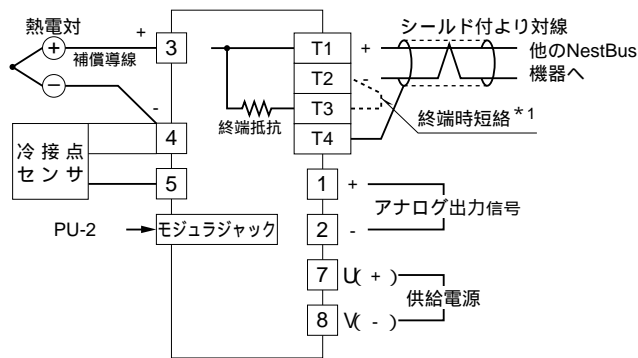 熱電対
+
補償導線
+
3
−
-
4
冷接点
センサ
5
PU-2
モジュラジャック
終端抵抗
T1
T2
T3
T4
+
-
シールド付より対線
他のNestBus
機器へ
終端時短絡*1
1
+
アナログ出力信号
2
-
7
U(+)
供給電源
8
V(-)